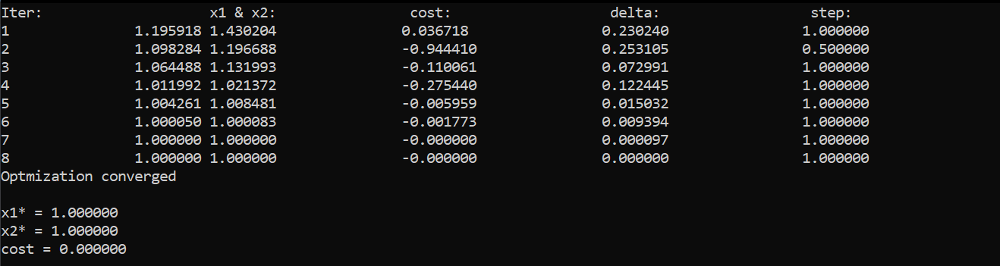 Iter: x1 & x2: cost: delta: step:
1 1.195918 1.430204 0.036718 0.230240 1.000000
2 1.098284 1.196688 -0.944410 0.253105 0.500000
3 1.064488 1.131993 -0.110061 0.072991 1.000000
4 1.011992 1.021372 -0.275440 0.122445 1.000000
5 1.004261 1.008481 -0.005959 0.015032 1.000000
6 1.000050 1.000083 -0.001773 0.009394 1.000000
7 1.000000 1.000000 -0.000000 0.000097 1.000000
8 1.000000 1.000000 -0.000000 0.000000 1.000000
Optmization converged
x1* = 1.000000
x2* = 1.000000
cost = 0.000000